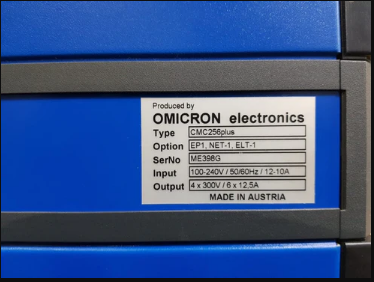 Produced by
OMICRON electronics
Type CMC256plus
Option EP1, NET-1, ELT-1
SerNo ME398G
Input 100-240V / 50/60Hz / 12-10A
Output 4 x 300V / 6 x 12,5A
MADE IN AUSTRIA